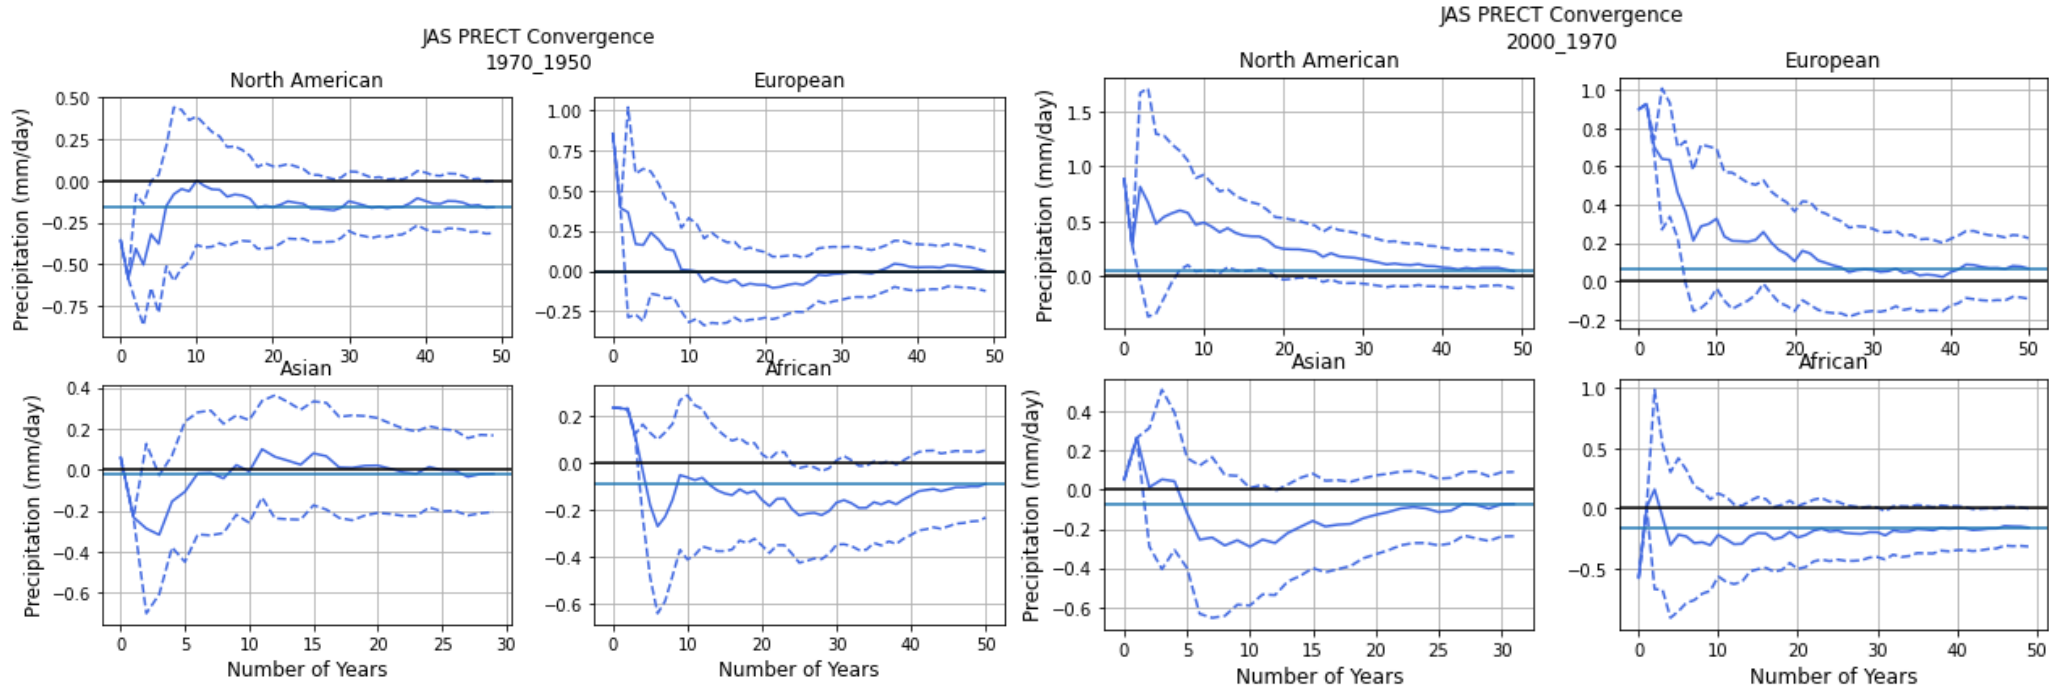 JAS PRECT Convergence
1970_1950
North American
European
Precipitation (mm/day)
0.50
0.25
0.00
−0.25
−0.50
−0.75
0 10 20 30 40 50
1.00
0.75
0.50
0.25
0.00
−0.25
0 10 20 30 40 50
Asian
African
Precipitation (mm/day)
0.4
0.2
0.0
−0.2
−0.4
−0.6
0 5 10 15 20 25 30
Number of Years
0.2
0.0
−0.2
−0.4
−0.6
0 10 20 30 40 50
Number of Years
JAS PRECT Convergence
2000_1970
North American
European
Precipitation (mm/day)
1.5
1.0
0.5
0.0
0 10 20 30 40 50
1.0
0.8
0.6
0.4
0.2
0.0
−0.2
0 10 20 30 40 50
Asian
African
Precipitation (mm/day)
0.4
0.2
0.0
−0.2
−0.4
−0.6
0 5 10 15 20 25 30
Number of Years
1.0
0.5
0.0
−0.5
0 10 20 30 40 50
Number of Years